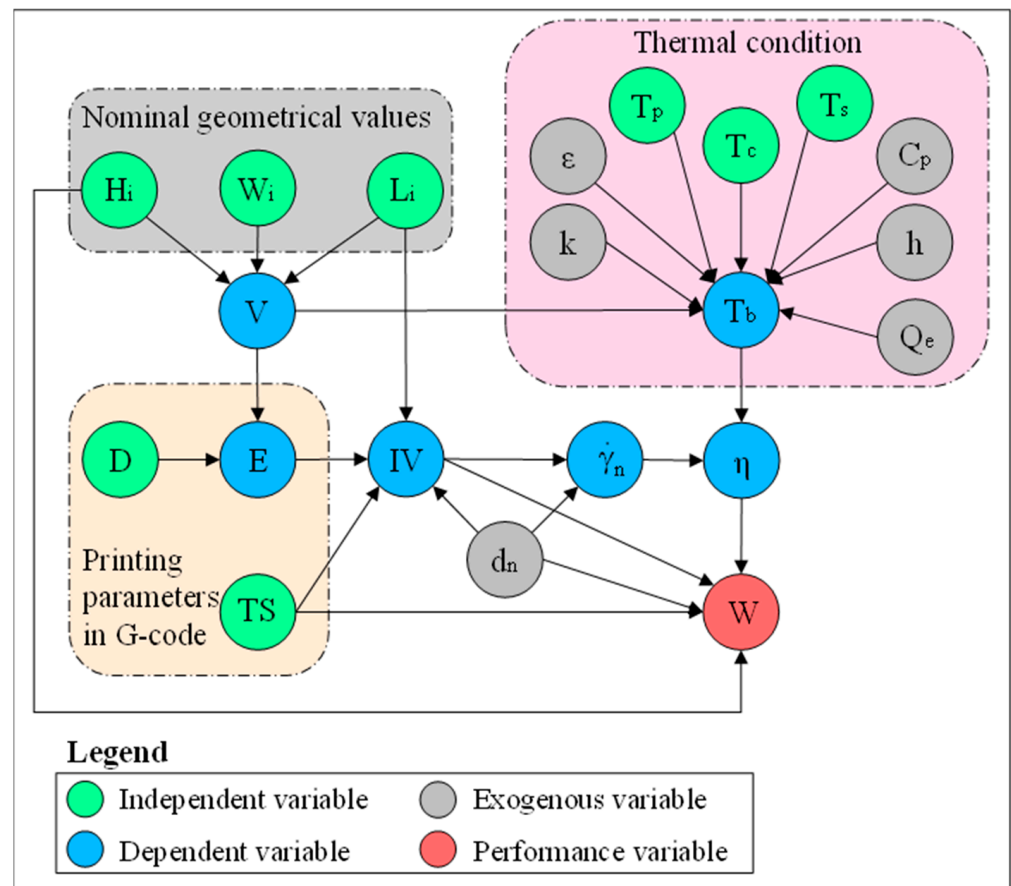 Thermal condition
Tp
Tc
Ts
ε
Cp
k
h
Tb
Qe
Nominal geometrical values
Hi
Wi
Li
V
D
E
IV
γ̇n
η
dn
Printing
parameters
in G-code
TS
W
Legend
Independent variable
Exogenous variable
Dependent variable
Performance variable